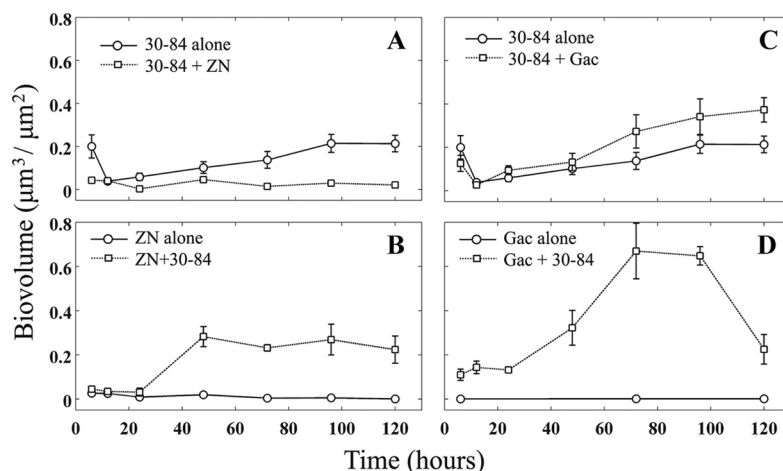 30-84 alone
30-84 + ZN
A
30-84 alone
30-84 + Gac
C
0.8
0.6
0.4
0.2
0
ZN alone
ZN+30-84
B
Gac alone
Gac + 30-84
D
0.8
0.6
0.4
0.2
0
0 20 40 60 80 100 120
0 20 40 60 80 100 120
Biovolume (µm³ / µm²)
Time (hours)